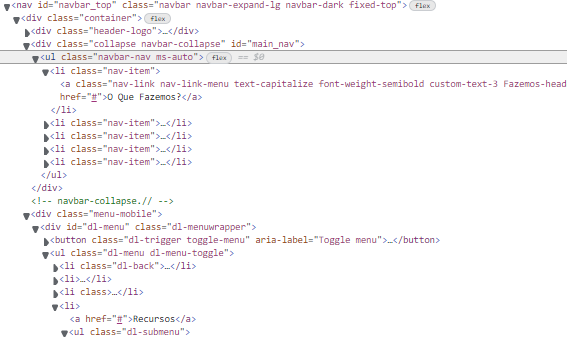 <nav id="navbar_top" class="navbar navbar-expand-lg navbar-dark fixed-top"> flex
<div class="container"> flex
<div class="header-logo">…</div>
<div class="collapse navbar-collapse" id="main_nav">
<ul class="navbar-nav ms-auto"> flex == $0
<li class="nav-item">
<a class="nav-link nav-link-menu text-capitalize font-weight-semibold custom-text-3 Fazemos-head
href="#">O Que Fazemos?</a>
</li>
<li class="nav-item">…</li>
<li class="nav-item">…</li>
<li class="nav-item">…</li>
<li class="nav-item">…</li>
</ul>
</div>
<!-- navbar-collapse.// -->
<div class="menu-mobile">
<div id="dl-menu" class="dl-menuwrapper">
<button class="dl-trigger toggle-menu" aria-label="Toggle menu">…</button>
<ul class="dl-menu dl-menu-toggle">
<li class="dl-back">…</li>
<li>…</li>
<li class>…</li>
<li>
<a href="#">Recursos</a>
<ul class="dl-submenu">